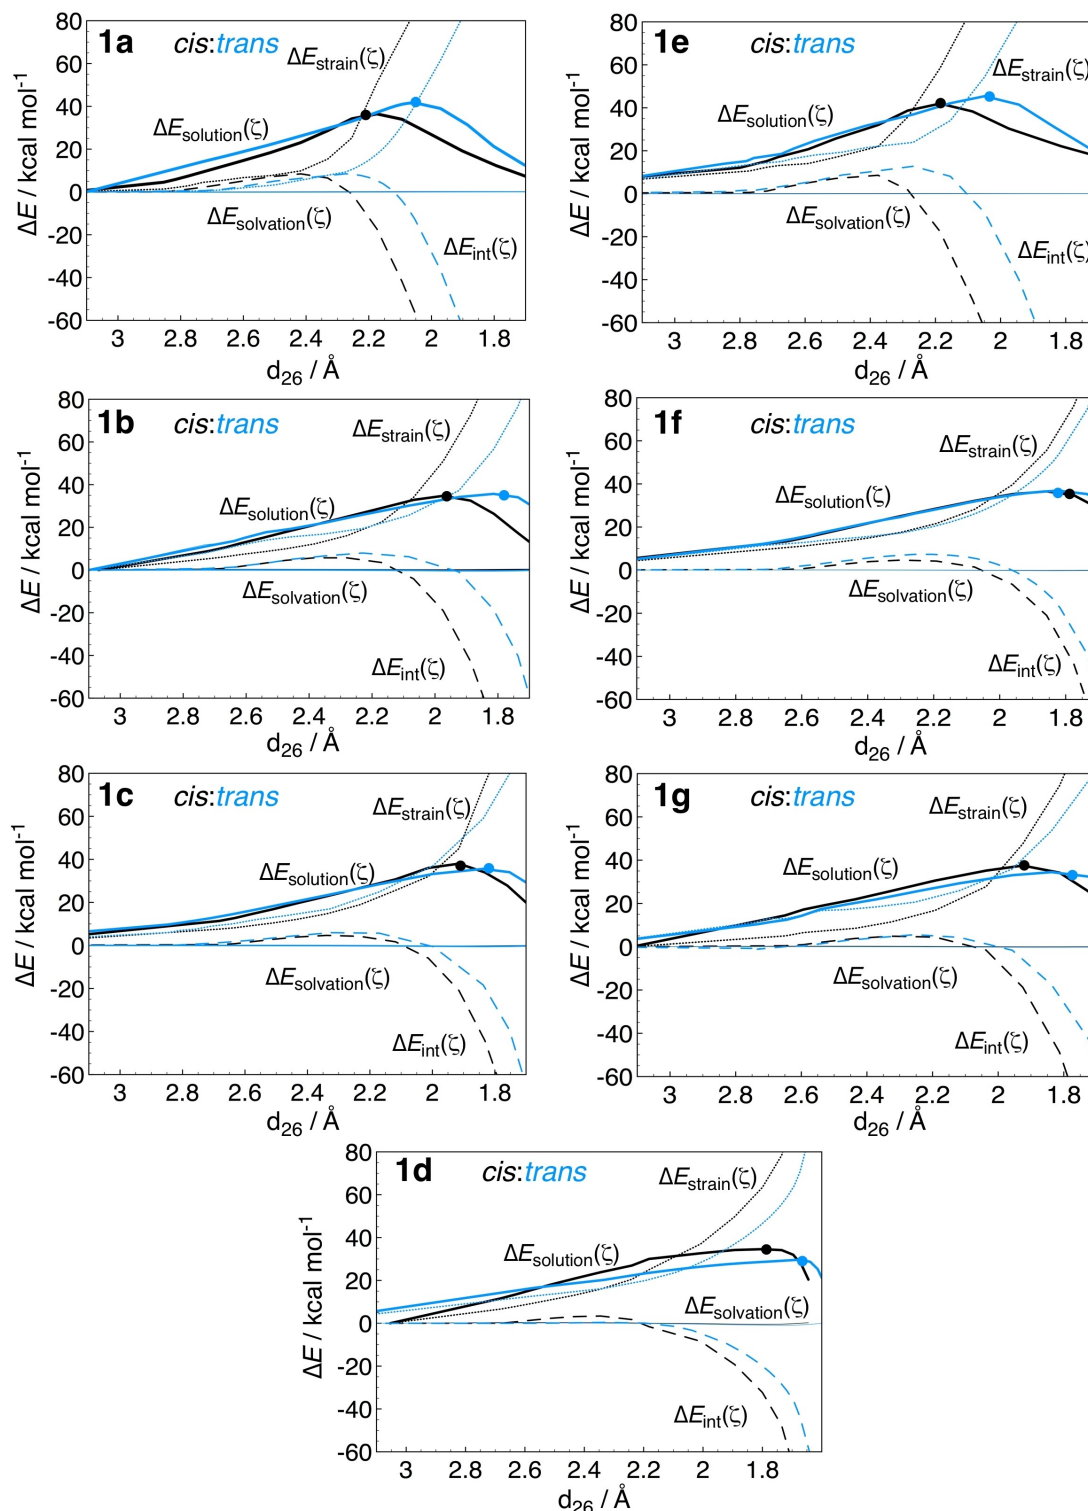 1a cis:trans
ΔE / kcal mol-1
80
60
40
20
0
-20
-40
-60
ΔEstrain(ζ)
ΔEsolution(ζ)
ΔEsolvation(ζ)
ΔEint(ζ)
3 2.8 2.6 2.4 2.2 2 1.8
d26 / Å
1e cis:trans
ΔE / kcal mol-1
80
60
40
20
0
-20
-40
-60
ΔEstrain(ζ)
ΔEsolution(ζ)
ΔEsolvation(ζ)
ΔEint(ζ)
3 2.8 2.6 2.4 2.2 2 1.8
d26 / Å
1b cis:trans
ΔE / kcal mol-1
80
60
40
20
0
-20
-40
-60
ΔEstrain(ζ)
ΔEsolution(ζ)
ΔEsolvation(ζ)
ΔEint(ζ)
3 2.8 2.6 2.4 2.2 2 1.8
d26 / Å
1f cis:trans
ΔE / kcal mol-1
80
60
40
20
0
-20
-40
-60
ΔEstrain(ζ)
ΔEsolution(ζ)
ΔEsolvation(ζ)
ΔEint(ζ)
3 2.8 2.6 2.4 2.2 2 1.8
d26 / Å
1c cis:trans
ΔE / kcal mol-1
80
60
40
20
0
-20
-40
-60
ΔEstrain(ζ)
ΔEsolution(ζ)
ΔEsolvation(ζ)
ΔEint(ζ)
3 2.8 2.6 2.4 2.2 2 1.8
d26 / Å
1g cis:trans
ΔE / kcal mol-1
80
60
40
20
0
-20
-40
-60
ΔEstrain(ζ)
ΔEsolution(ζ)
ΔEsolvation(ζ)
ΔEint(ζ)
3 2.8 2.6 2.4 2.2 2 1.8
d26 / Å
1d cis:trans
ΔE / kcal mol-1
80
60
40
20
0
-20
-40
-60
ΔEstrain(ζ)
ΔEsolution(ζ)
ΔEsolvation(ζ)
ΔEint(ζ)
3 2.8 2.6 2.4 2.2 2 1.8
d26 / Å